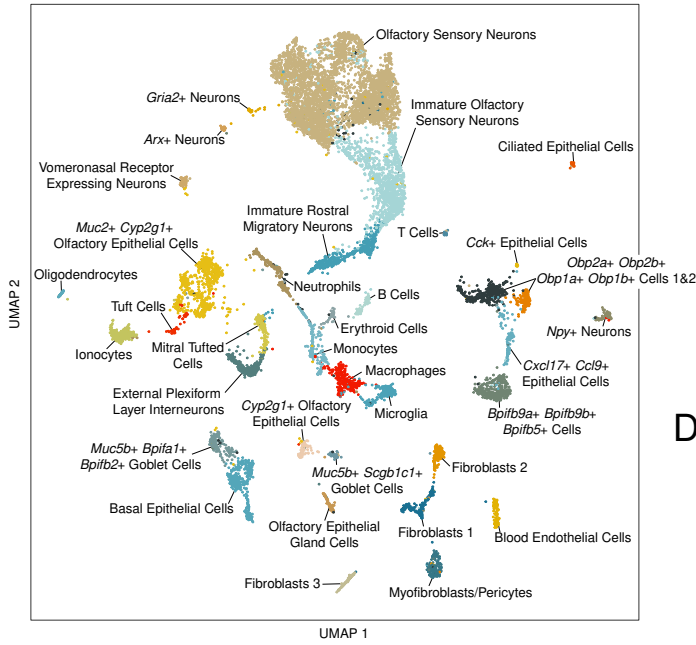 Olfactory Sensory Neurons
Gria2+ Neurons
Immature Olfactory
Sensory Neurons
Arx+ Neurons
Ciliated Epithelial Cells
Vomeronasal Receptor
Expressing Neurons
Immature Rostral
Migratory Neurons
T Cells
Muc2+ Cyp2g1+
Olfactory Epithelial Cells
Cck+ Epithelial Cells
Obp2a+ Obp2b+
Obp1a+ Obp1b+ Cells 1&2
Oligodendrocytes
Neutrophils
B Cells
Tuft Cells
Erythroid Cells
Npy+ Neurons
Ionocytes
Mitral Tufted
Cells
Monocytes
Macrophages
Cxcl17+ Ccl9+
Epithelial Cells
External Plexiform
Layer Interneurons
Microglia
Cyp2g1+ Olfactory
Epithelial Cells
Bpifb9a+ Bpifb9b+
Bpifb5+ Cells
D
Muc5b+ Bpifa1+
Bpifb2+ Goblet Cells
Muc5b+ Scgb1c1+
Goblet Cells
Fibroblasts 2
Basal Epithelial Cells
Olfactory Epithelial
Gland Cells
Fibroblasts 1
Blood Endothelial Cells
Fibroblasts 3
Myofibroblasts/Pericytes
UMAP 2
UMAP 1